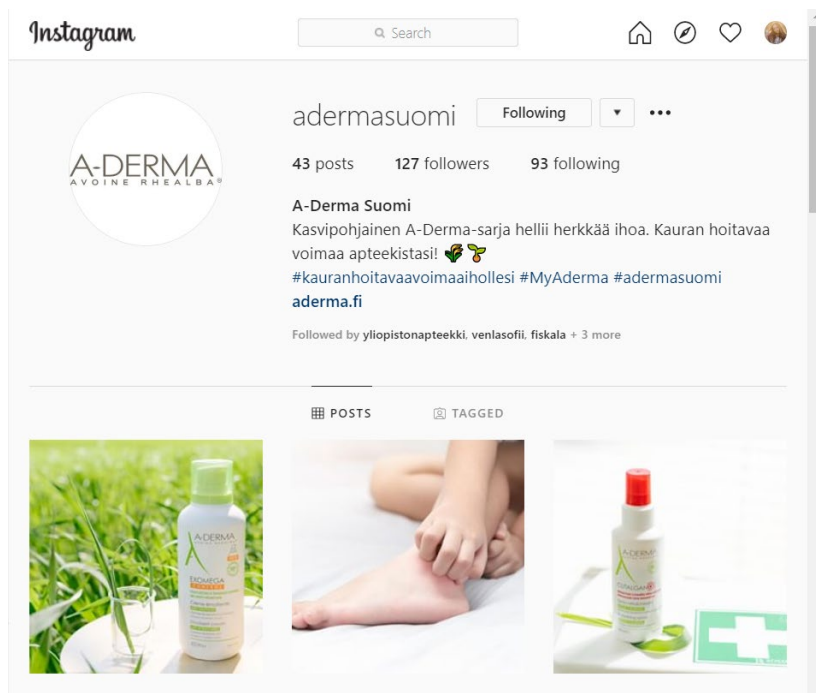 Instagram
Search
adermasuomi Following
43 posts 127 followers 93 following
A-DERMA
AVOINE RHEALBA®
A-Derma Suomi
Kasvipohjainen A-Derma-sarja hellii herkkää ihoa. Kauran hoitavaa
voimaa apteekistasi! 🌾🌱
#kauranhoitavaavoimaaihollesi #MyAderma #adermasuomi
aderma.fi
Followed by yliopistonapteekki, venlasofii, fiskala + 3 more
POSTS TAGGED
A-DERMA
EXOMEGA
CONTROL
A-DERMA
CUTALGAN